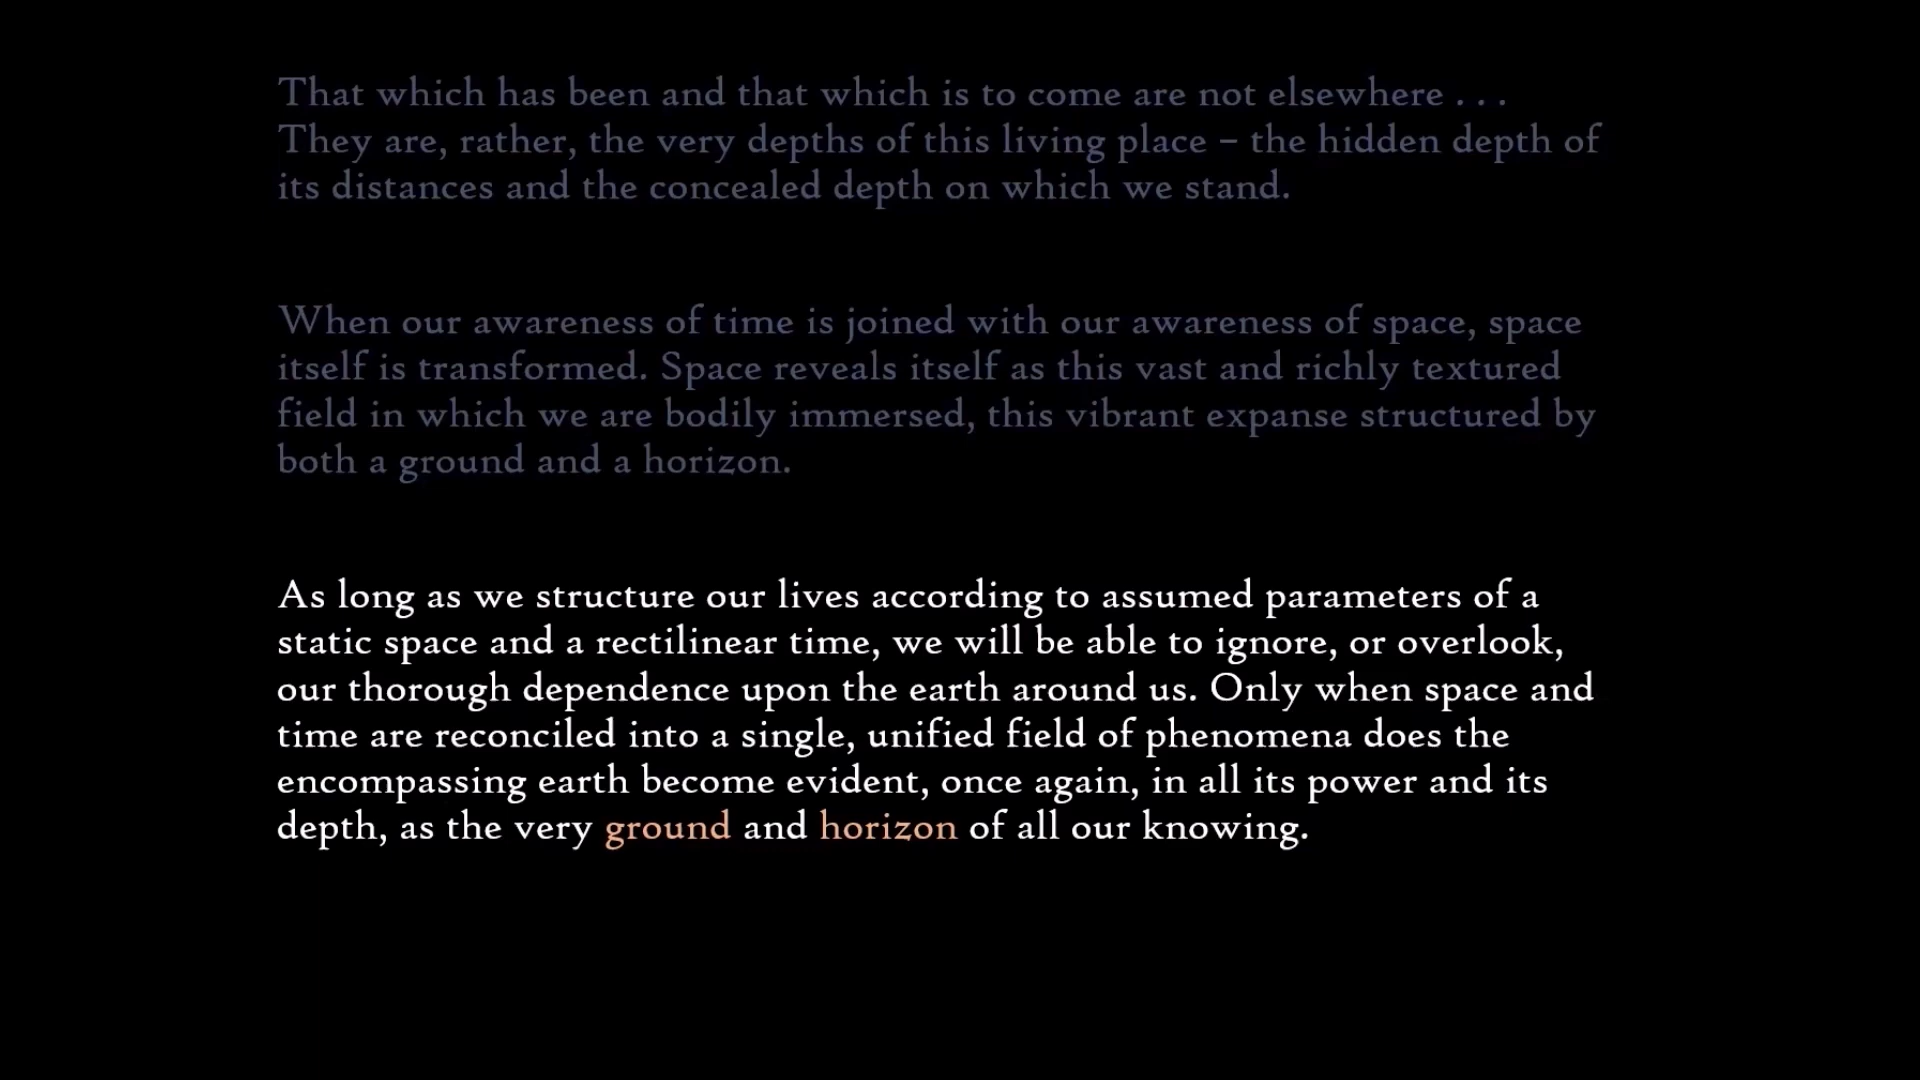 That which has been and that which is to come are not elsewhere . . .
They are, rather, the very depths of this living place – the hidden depth of
its distances and the concealed depth on which we stand.
When our awareness of time is joined with our awareness of space, space
itself is transformed. Space reveals itself as this vast and richly textured
field in which we are bodily immersed, this vibrant expanse structured by
both a ground and a horizon.
As long as we structure our lives according to assumed parameters of a
static space and a rectilinear time, we will be able to ignore, or overlook,
our thorough dependence upon the earth around us. Only when space and
time are reconciled into a single, unified field of phenomena does the
encompassing earth become evident, once again, in all its power and its
depth, as the very ground and horizon of all our knowing.